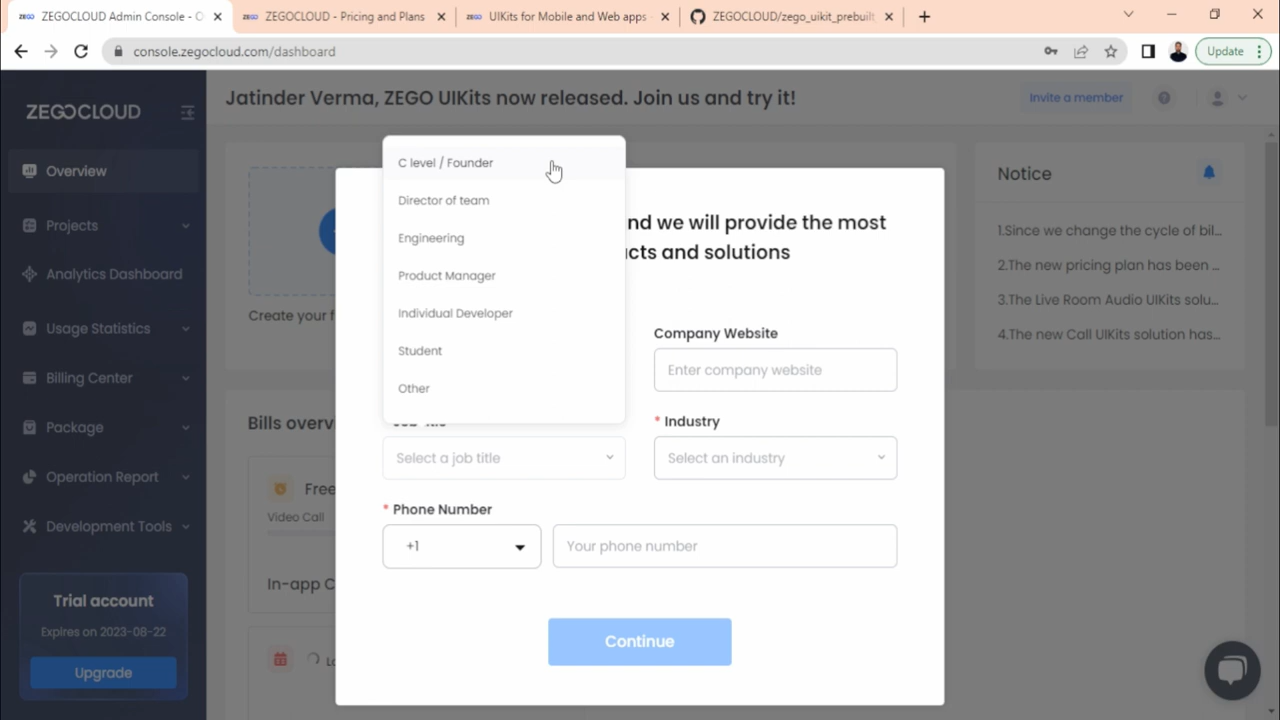 ZEGOCLOUD Admin Console - O
ZEGOCLOUD - Pricing and Plans
UIKits for Mobile and Web apps
ZEGOCLOUD/zego_uikit_prebuilt
console.zegocloud.com/dashboard
Update
ZEGOCLOUD
Jatinder Verma, ZEGO UIKits now released. Join us and try it!
Invite a member
Overview
Projects
Analytics Dashboard
Usage Statistics
Billing Center
Package
Operation Report
Development Tools
Trial account
Expires on 2023-08-22
Upgrade
Create your f
Bills overv
Free
Video Call
In-app C
Lo
C level / Founder
Director of team
Engineering
Product Manager
Individual Developer
Student
Other
nd we will provide the most
cts and solutions
Company Website
Enter company website
Select a job title
* Industry
Select an industry
* Phone Number
+1
Your phone number
Continue
Notice
1.Since we change the cycle of bil...
2.The new pricing plan has been ...
3.The Live Room Audio UIKits solu...
4.The new Call UIKits solution has...